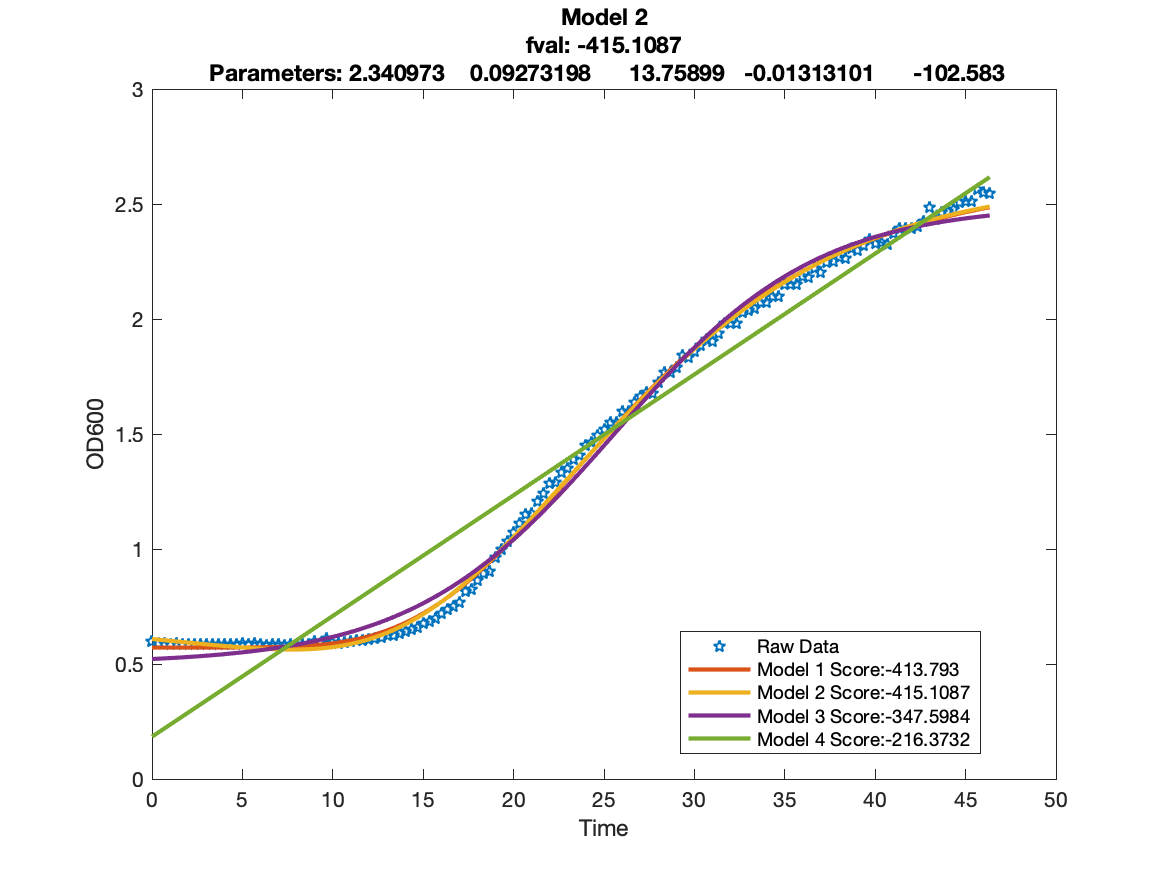 Model 2
fval: -415.1087
Parameters: 2.340973 0.09273198 13.75899 -0.01313101 -102.583
3
2.5
2
1.5
1
0.5
0
OD600
0 5 10 15 20 25 30 35 40 45 50
Time
Raw Data
Model 1 Score:-413.793
Model 2 Score:-415.1087
Model 3 Score:-347.5984
Model 4 Score:-216.3732